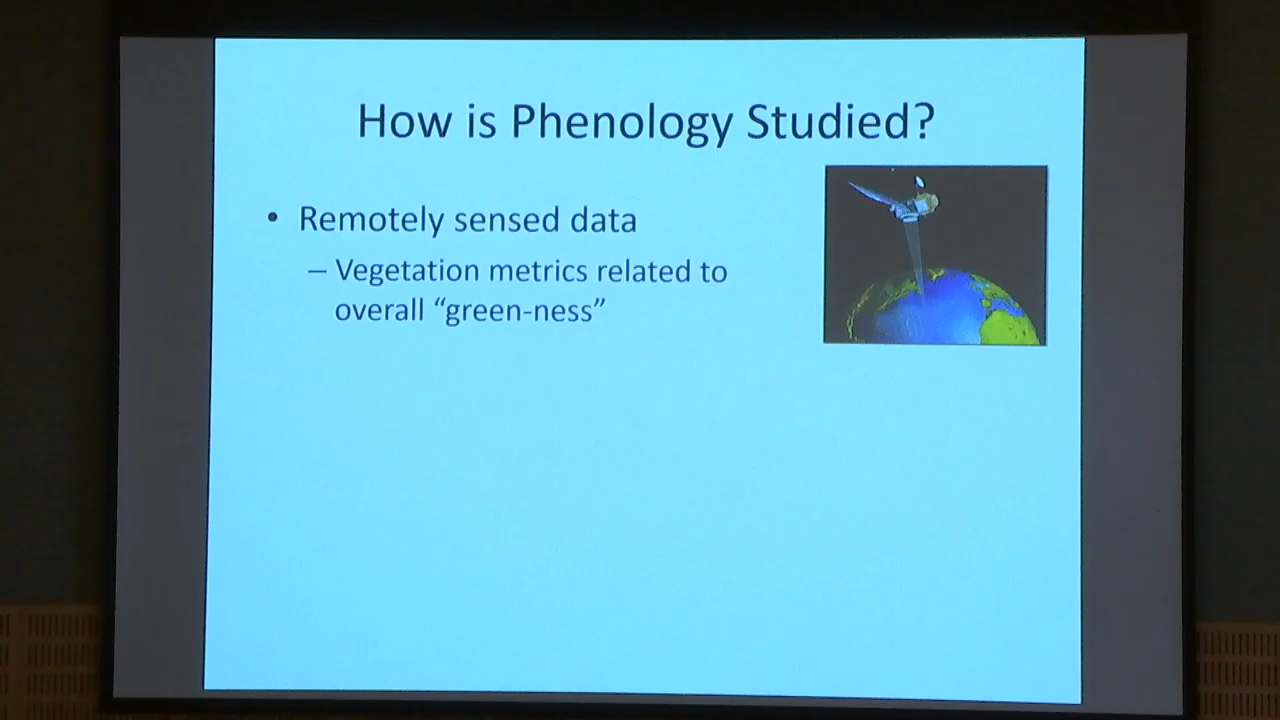 How is Phenology Studied?
• Remotely sensed data
– Vegetation metrics related to
overall “green-ness”